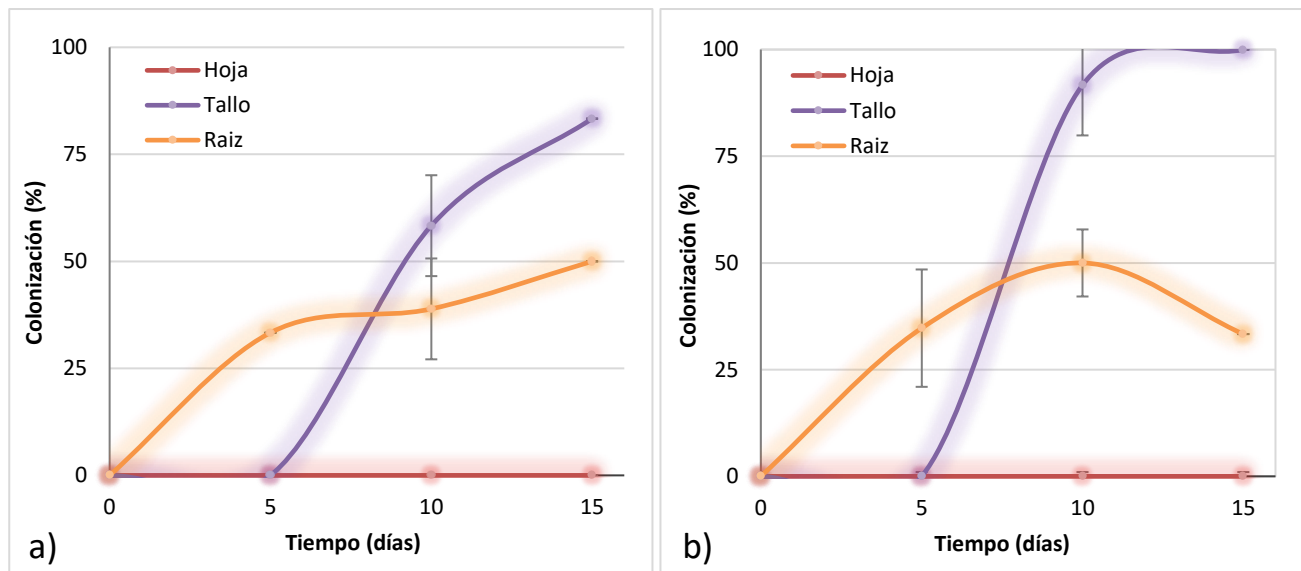 100
75
50
25
0
Colonización (%)
Hoja
Tallo
Raiz
0 5 10 15
Tiempo (días)
a)
100
75
50
25
0
Colonización (%)
Hoja
Tallo
Raiz
0 5 10 15
Tiempo (días)
b)